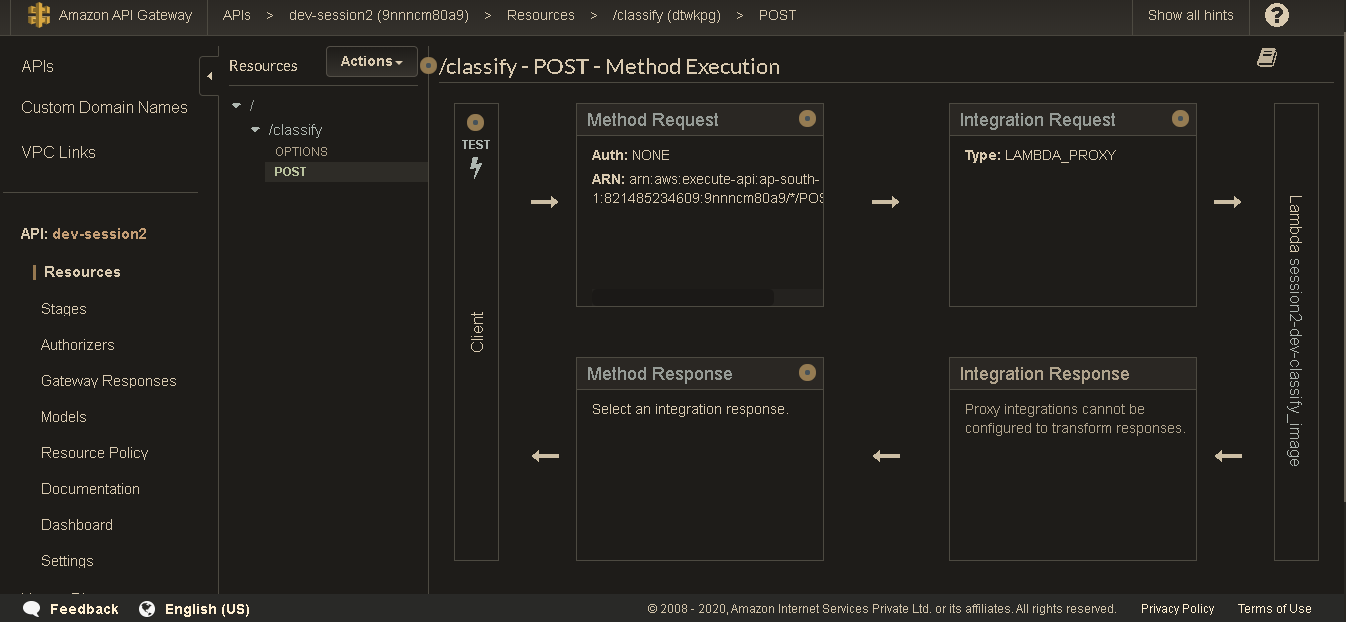 Amazon API Gateway
APIs > dev-session2 (9nnncm80a9) > Resources > /classify (dtwkpg) > POST
Show all hints
?
APIs
Custom Domain Names
VPC Links
API: dev-session2
Resources
Stages
Authorizers
Gateway Responses
Models
Resource Policy
Documentation
Dashboard
Settings
Resources
Actions
/
/classify
OPTIONS
POST
/classify - POST - Method Execution
TEST
Client
Method Request
Auth: NONE
ARN: arn:aws:execute-api:ap-south-
1:821485234609:9nnncm80a9/*/POS
Integration Request
Type: LAMBDA_PROXY
Lambda session2-dev-classify_image
Method Response
Select an integration response.
Integration Response
Proxy integrations cannot be
configured to transform responses.
Feedback
English (US)
© 2008 - 2020, Amazon Internet Services Private Ltd. or its affiliates. All rights reserved.
Privacy Policy
Terms of Use